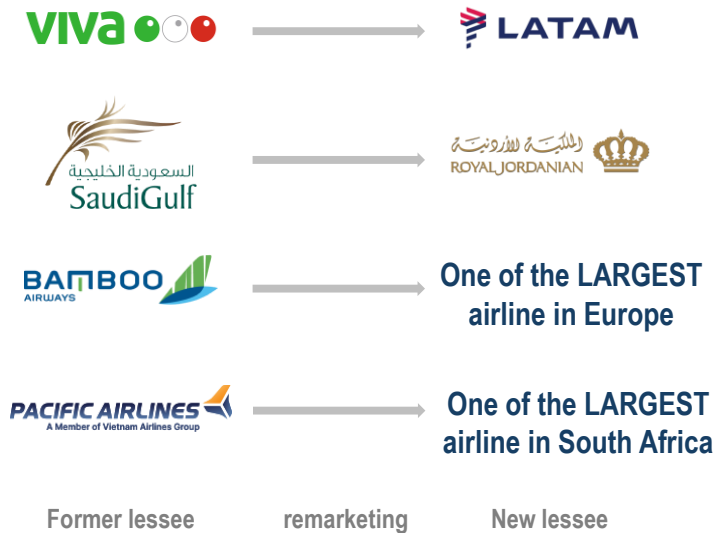 VIVA
LATAM
السعودية الخليجية
SaudiGulf
الملكية الأردنية
ROYAL JORDANIAN
BAMBOO
AIRWAYS
One of the LARGEST
airline in Europe
PACIFIC AIRLINES
A Member of Vietnam Airlines Group
One of the LARGEST
airline in South Africa
Former lessee remarketing New lessee